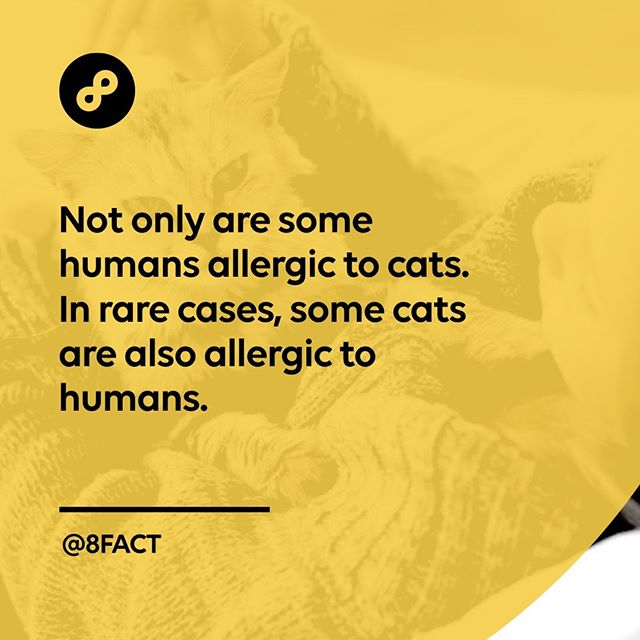 Not only are some
humans allergic to cats.
In rare cases, some cats
are also allergic to
humans.
@8FACT